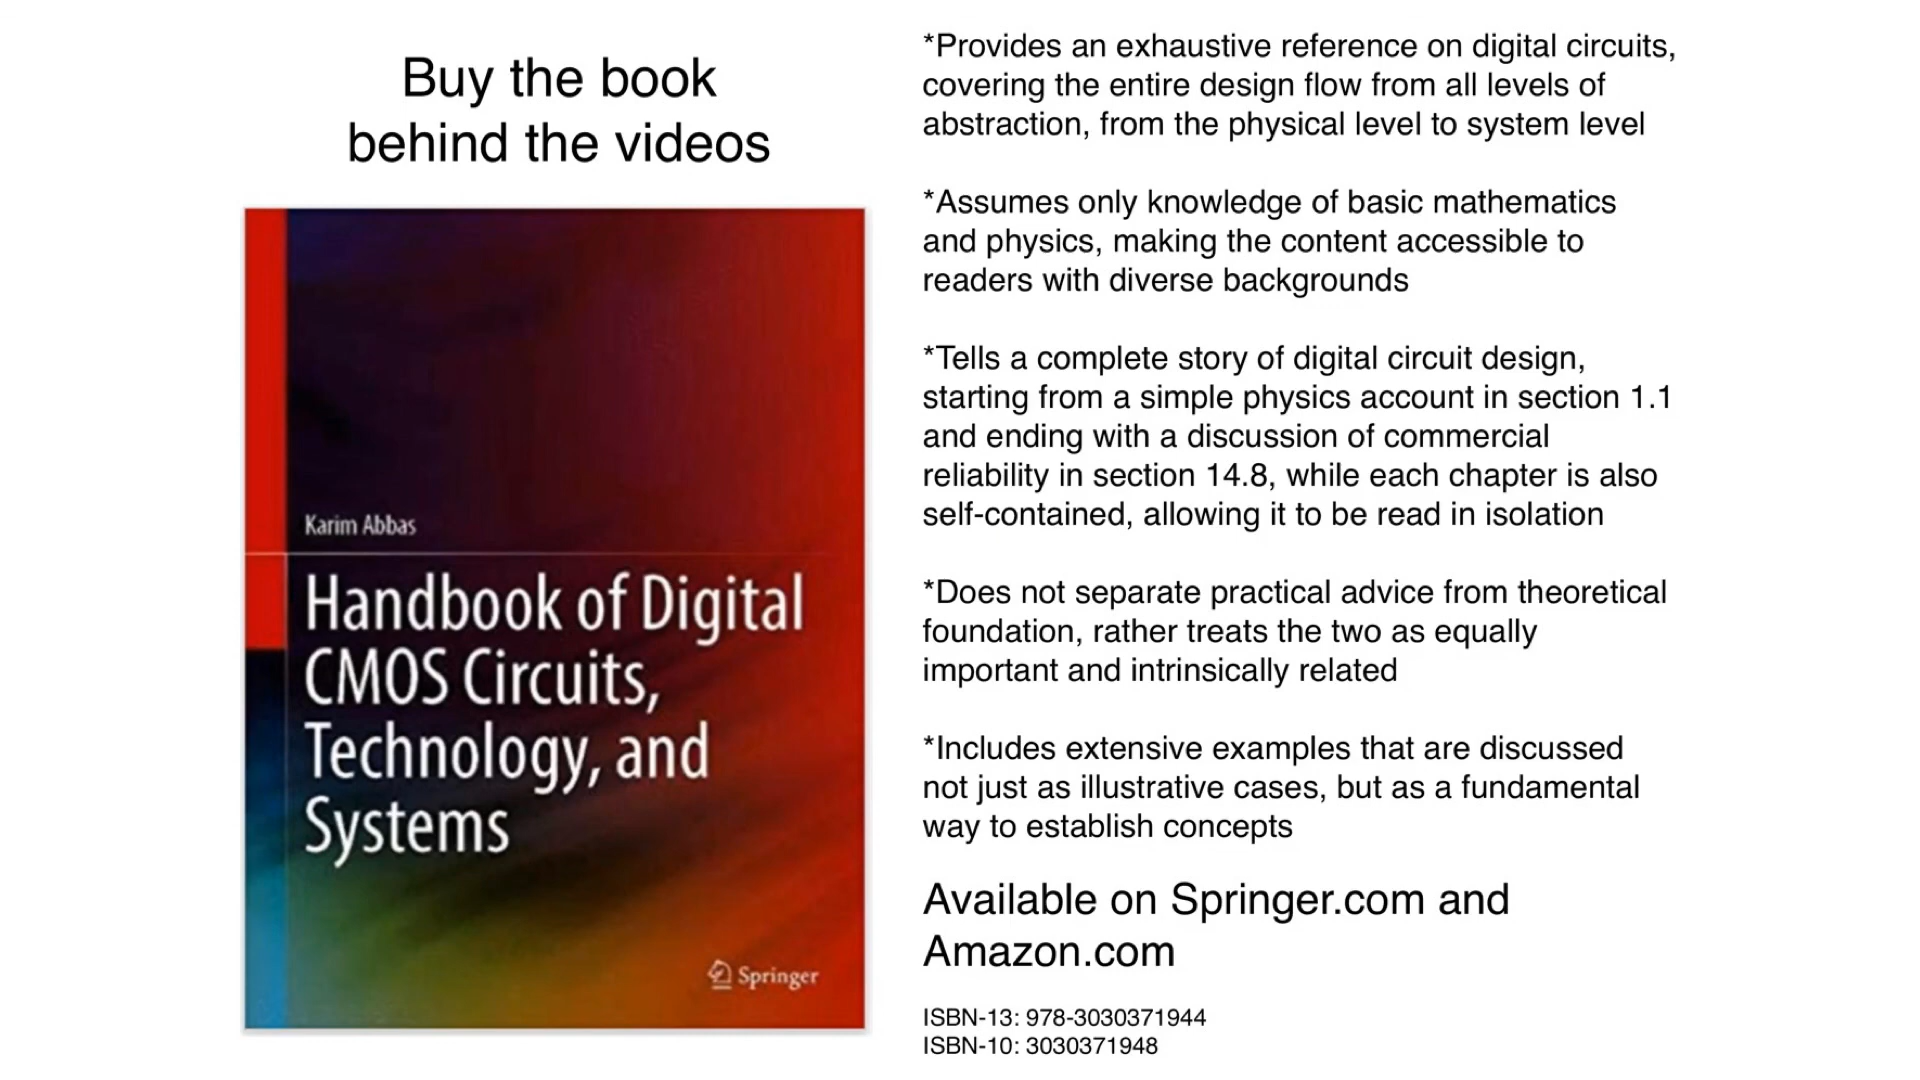 Buy the book
behind the videos
Karim Abbas
Handbook of Digital
CMOS Circuits,
Technology, and
Systems
Springer
*Provides an exhaustive reference on digital circuits,
covering the entire design flow from all levels of
abstraction, from the physical level to system level
*Assumes only knowledge of basic mathematics
and physics, making the content accessible to
readers with diverse backgrounds
*Tells a complete story of digital circuit design,
starting from a simple physics account in section 1.1
and ending with a discussion of commercial
reliability in section 14.8, while each chapter is also
self-contained, allowing it to be read in isolation
*Does not separate practical advice from theoretical
foundation, rather treats the two as equally
important and intrinsically related
*Includes extensive examples that are discussed
not just as illustrative cases, but as a fundamental
way to establish concepts
Available on Springer.com and
Amazon.com
ISBN-13: 978-3030371944
ISBN-10: 3030371948